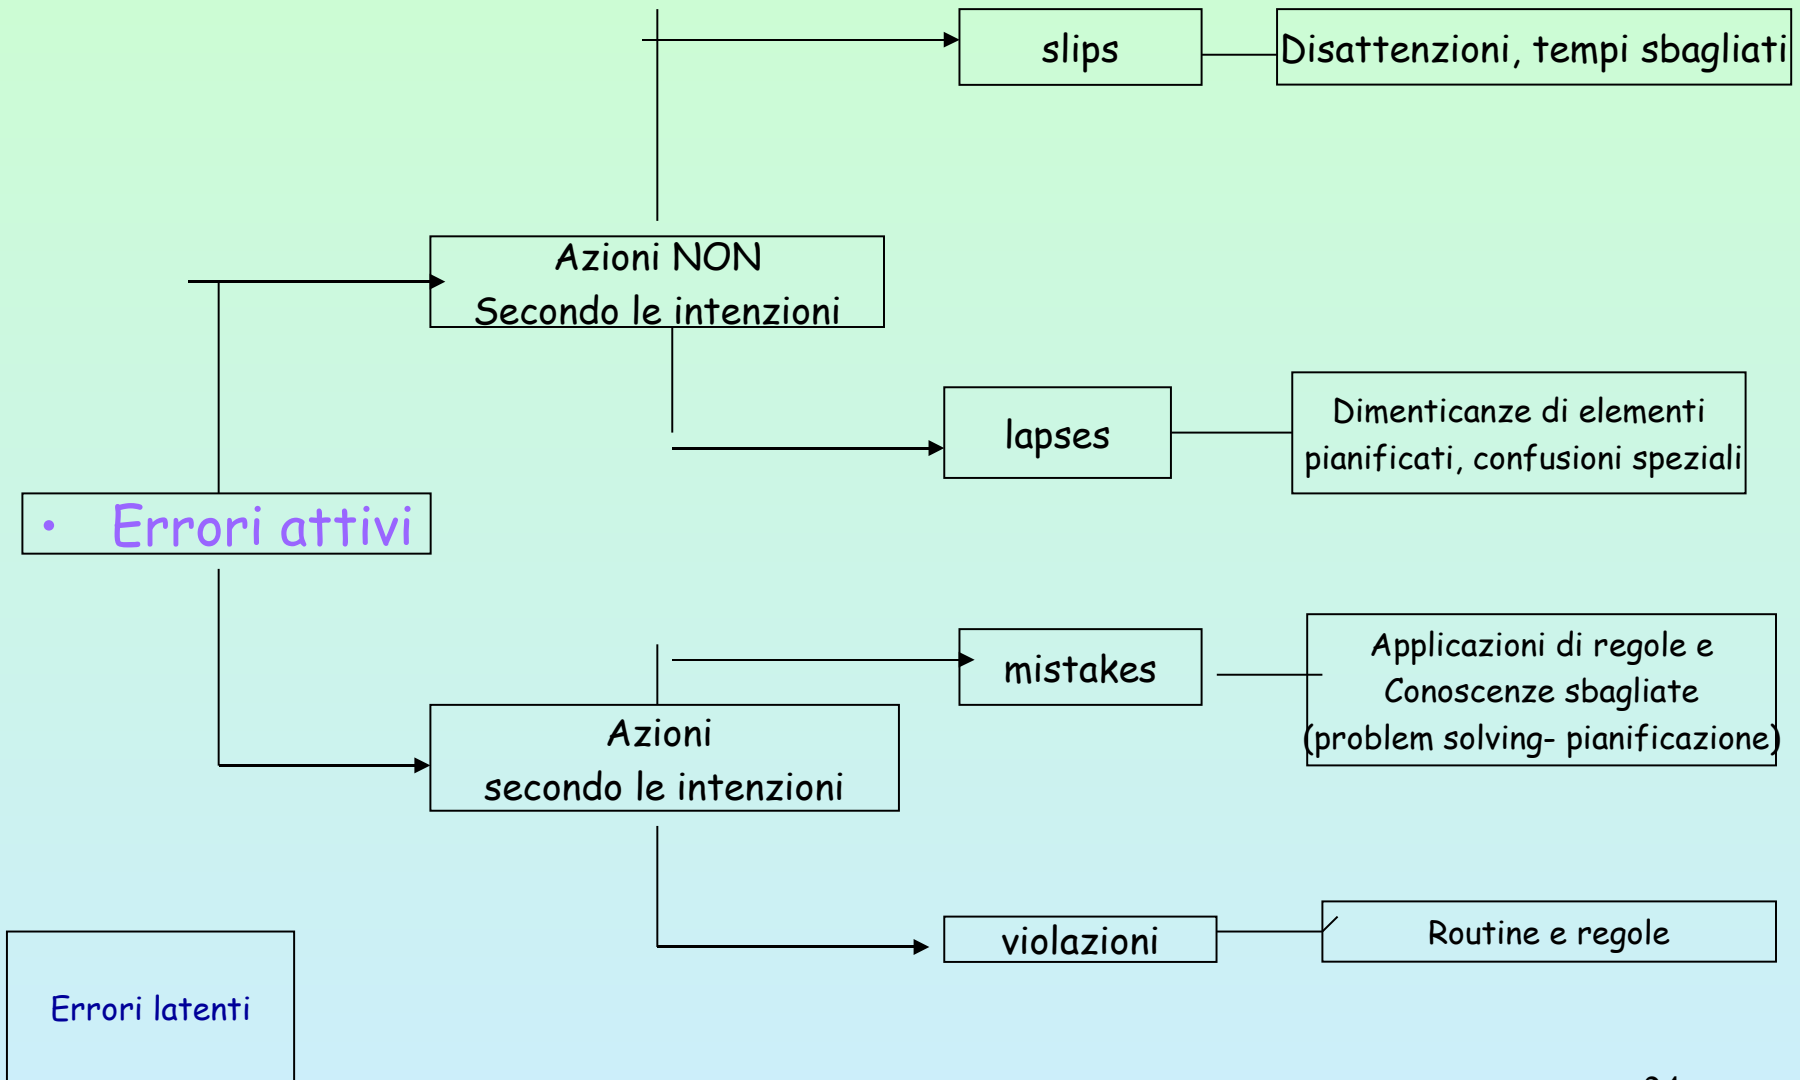 slips
Disattenzioni, tempi sbagliati
Azioni NON
Secondo le intenzioni
lapses
Dimenticanze di elementi
pianificati, confusioni speziali
• Errori attivi
mistakes
Applicazioni di regole e
Conoscenze sbagliate
(problem solving- pianificazione)
Azioni
secondo le intenzioni
violazioni
Routine e regole
Errori latenti